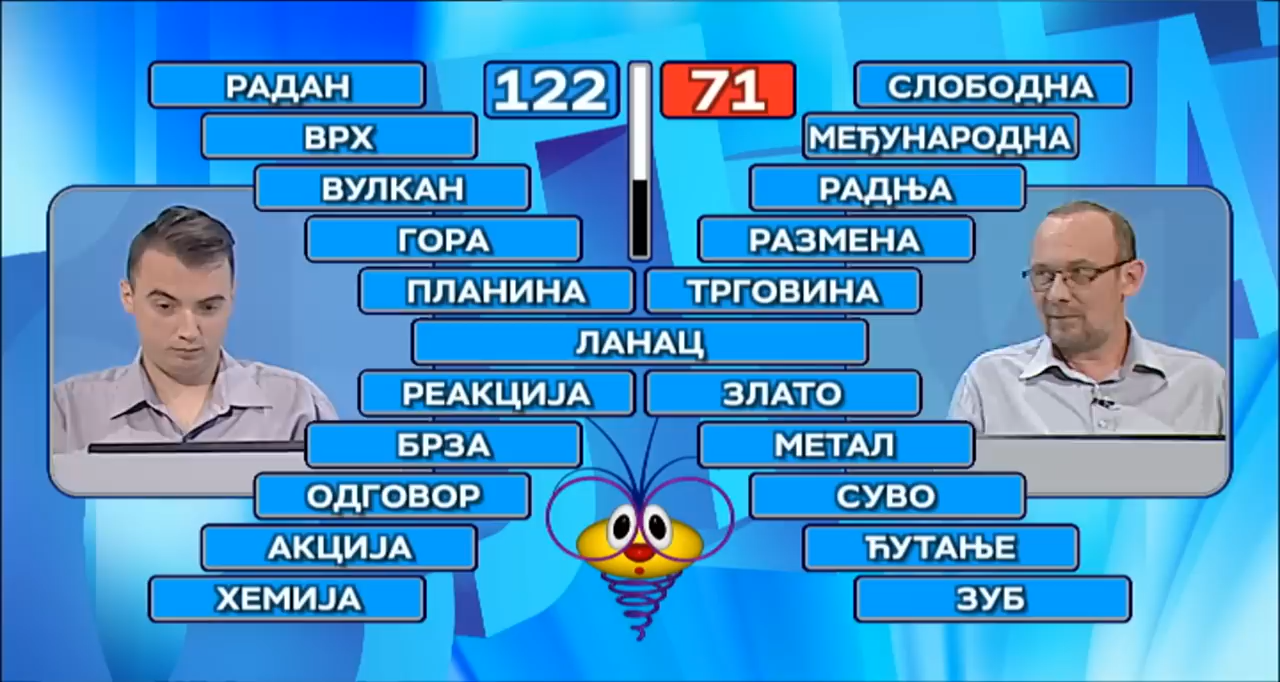 РАДАН
122
71
СЛОБОДНА
ВРХ
МЕЂУНАРОДНА
ВУЛКАН
РАДЊА
ГОРА
РАЗМЕНА
ПЛАНИНА
ТРГОВИНА
ЛАНАЦ
РЕАКЦИЈА
ЗЛАТО
БРЗА
МЕТАЛ
ОДГОВОР
СУВО
АКЦИЈА
ЋУТАЊЕ
ХЕМИЈА
ЗУБ